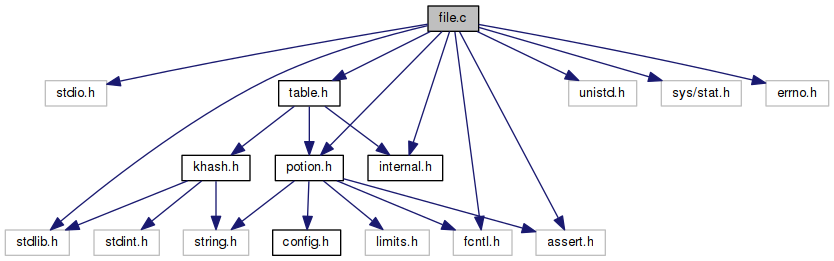 file.c
stdio.h
table.h
unistd.h
sys/stat.h
errno.h
khash.h
potion.h
internal.h
stdlib.h
stdint.h
string.h
config.h
limits.h
fcntl.h
assert.h